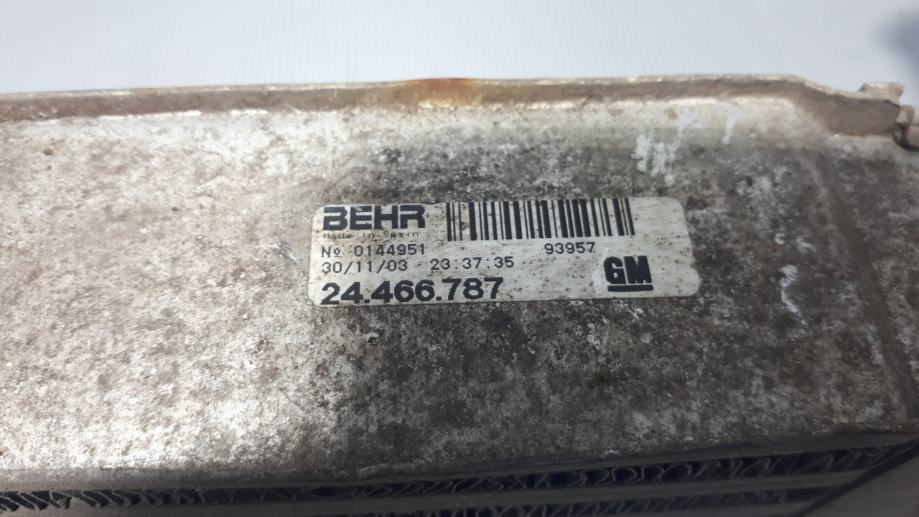 BEHR
Made in Spain
No 0144951 93957
30/11/03 - 23:37:35
24.466.787 GM